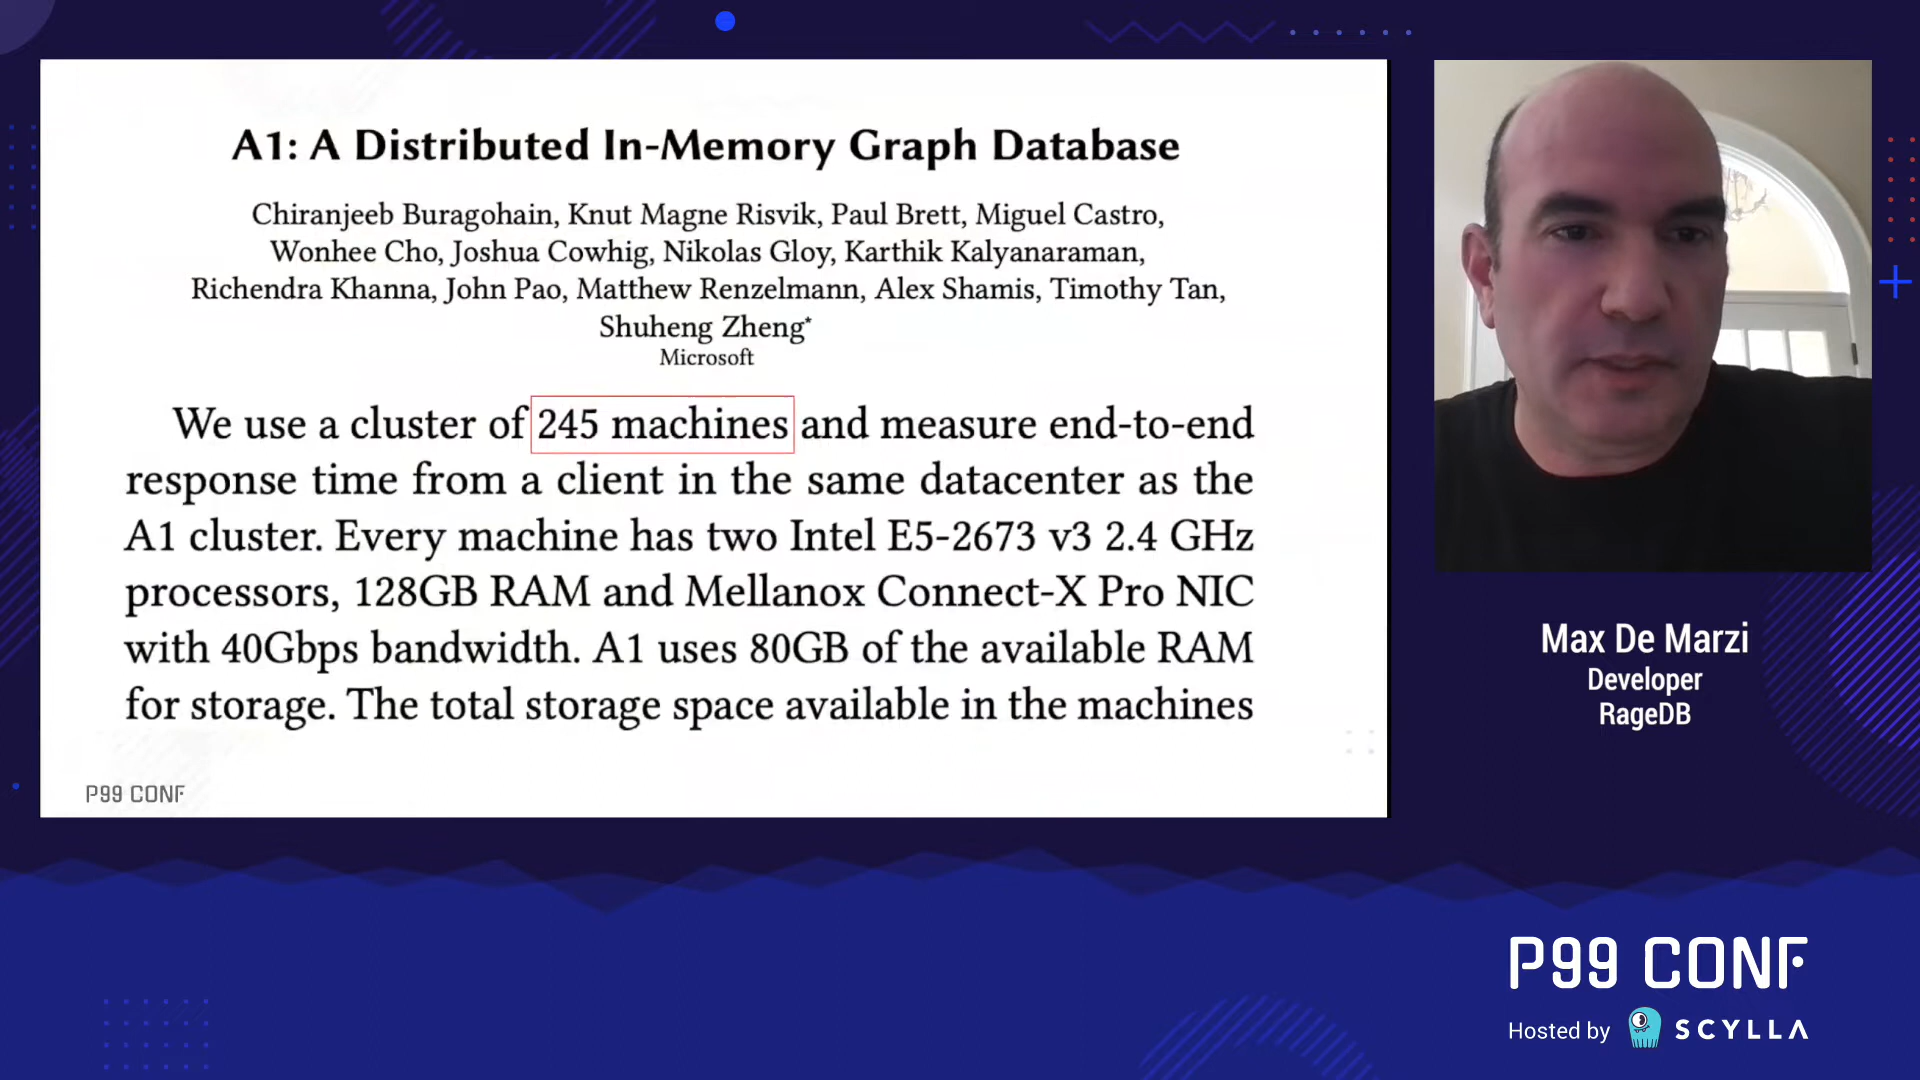 A1: A Distributed In-Memory Graph Database
Chiranjeeb Buragohain, Knut Magne Risvik, Paul Brett, Miguel Castro,
Wonhee Cho, Joshua Cowhig, Nikolas Gloy, Karthik Kalyanaraman,
Richendra Khanna, John Pao, Matthew Renzelmann, Alex Shamis, Timothy Tan,
Shuheng Zheng*
Microsoft
We use a cluster of 245 machines and measure end-to-end
response time from a client in the same datacenter as the
A1 cluster. Every machine has two Intel E5-2673 v3 2.4 GHz
processors, 128GB RAM and Mellanox Connect-X Pro NIC
with 40Gbps bandwidth. A1 uses 80GB of the available RAM
for storage. The total storage space available in the machines
P99 CONF
Max De Marzi
Developer
RageDB
P99 CONF
Hosted by SCYLLA